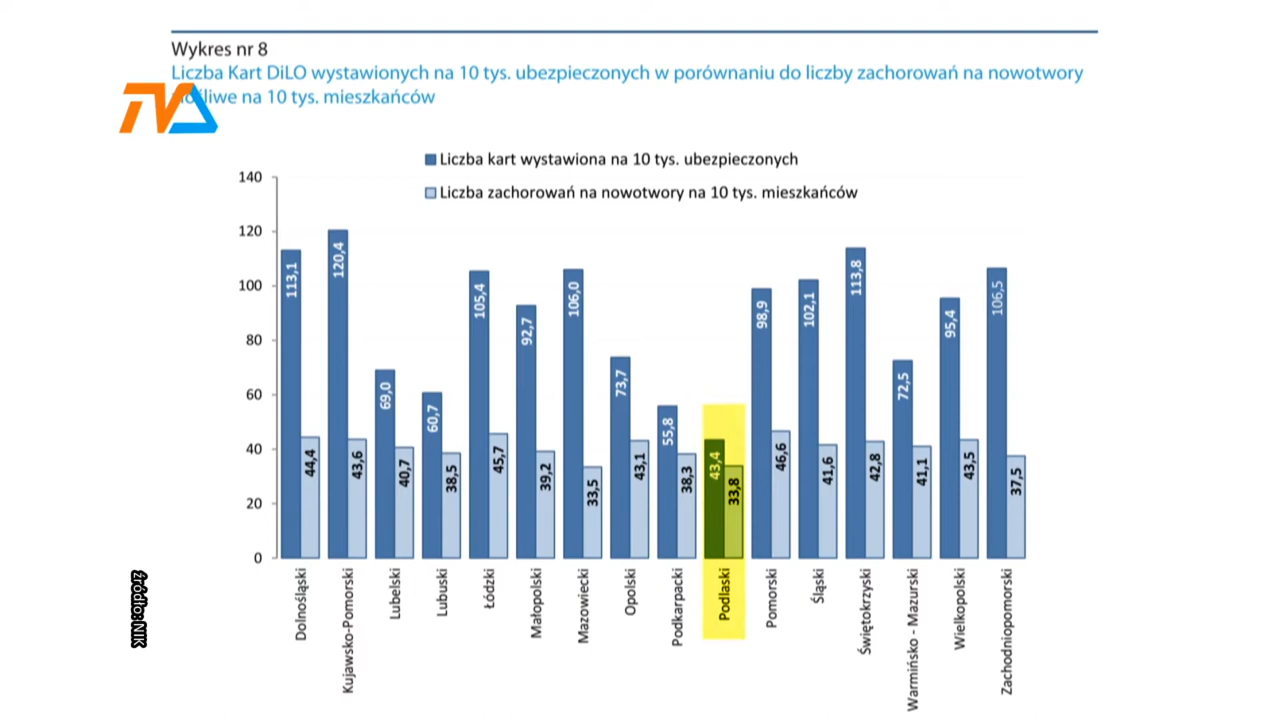 Wykres nr 8
Liczba Kart DiLO wystawionych na 10 tys. ubezpieczonych w porównaniu do liczby zachorowań na nowotwory
złośliwe na 10 tys. mieszkańców
Liczba kart wystawiona na 10 tys. ubezpieczonych
Liczba zachorowań na nowotwory na 10 tys. mieszkańców
140
120
100
80
60
40
20
0
113,1
44,4
120,4
43,6
69,0
40,7
60,7
38,5
105,4
45,7
92,7
39,2
106,0
33,5
73,7
43,1
55,8
38,3
43,4
33,8
98,9
46,6
102,1
41,6
113,8
42,8
72,5
41,1
95,4
43,5
106,5
37,5
Dolnośląski
Kujawsko-Pomorski
Lubelski
Lubuski
Łódzki
Małopolski
Mazowiecki
Opolski
Podkarpacki
Podlaski
Pomorski
Śląski
Świętokrzyski
Warmińsko - Mazurski
Wielkopolski
Zachodniopomorski
źródło: NIK